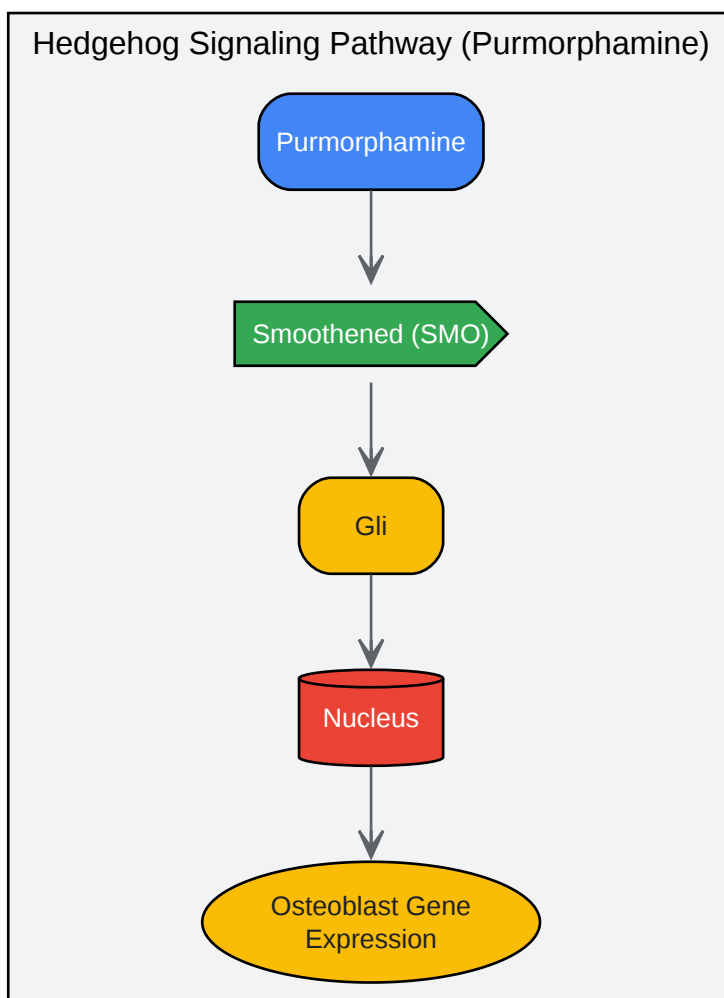 Hedgehog Signaling Pathway (Purmorphamine)
Purmorphamine
Smoothened (SMO)
Gli
Nucleus
Osteoblast Gene
Expression